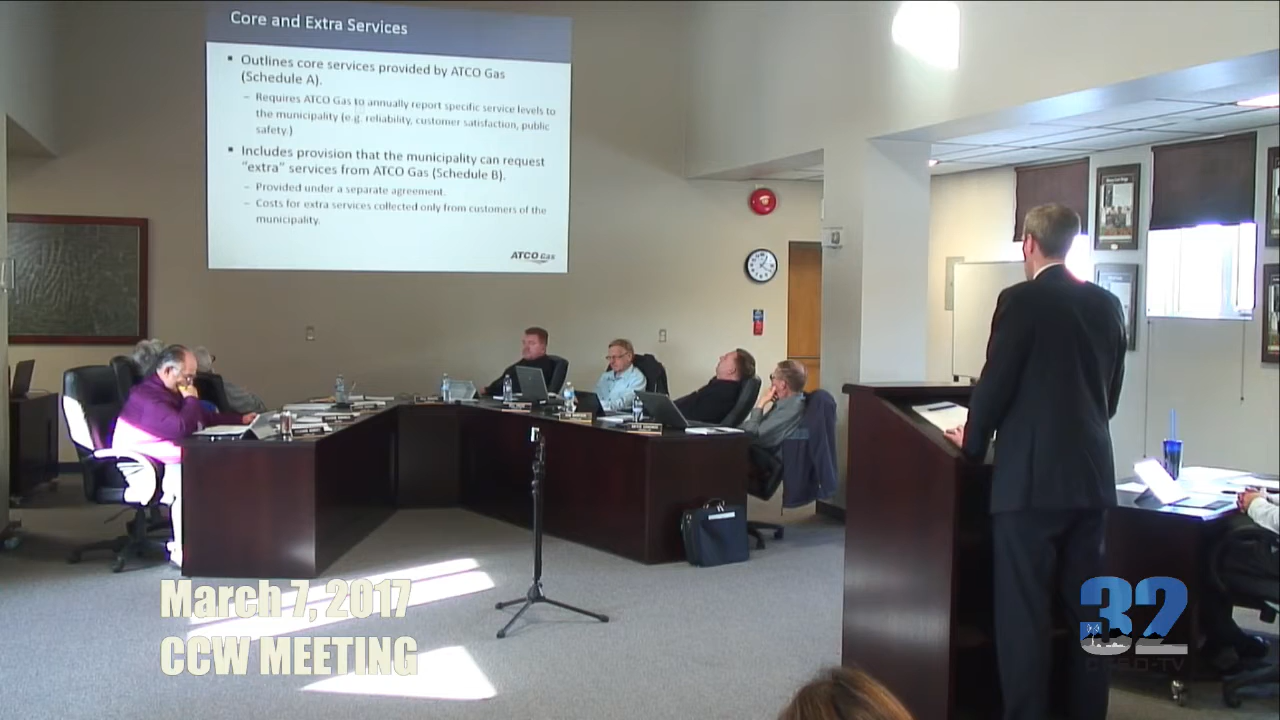 Core and Extra Services
▪ Outlines core services provided by ATCO Gas
(Schedule A).
– Requires ATCO Gas to annually report specific service levels to
the municipality (e.g. reliability, customer satisfaction, public
safety.)
▪ Includes provision that the municipality can request
"extra" services from ATCO Gas (Schedule B).
– Provided under a separate agreement.
– Costs for extra services collected only from customers of the
municipality.
ATCO Gas
March 7, 2017
CCW MEETING
32